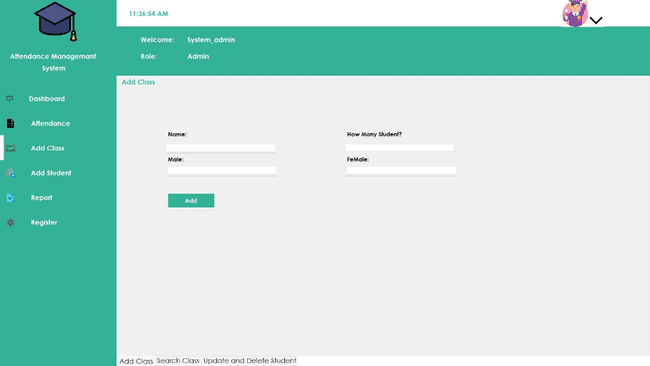 11:36:54 AM
Attendance Managemant
System
Welcome: System_admin
Role: Admin
Dashboard
Attendance
Add Class
Add Student
Report
Register
Add Class
Name: How Many Student?
Male: FeMale:
Add
Add Class Search Class Update and Delete Student